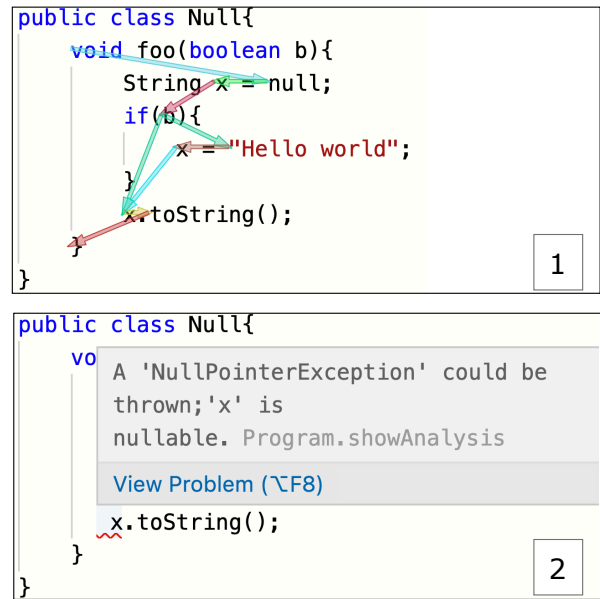 public class Null{
void foo(boolean b){
String x = null;
if(b){
x = "Hello world";
}
x.toString();
}
}
1
public class Null{
vo
A 'NullPointerException' could be
thrown;'x' is
nullable. Program.showAnalysis
View Problem (⌥F8)
x.toString();
}
}
2